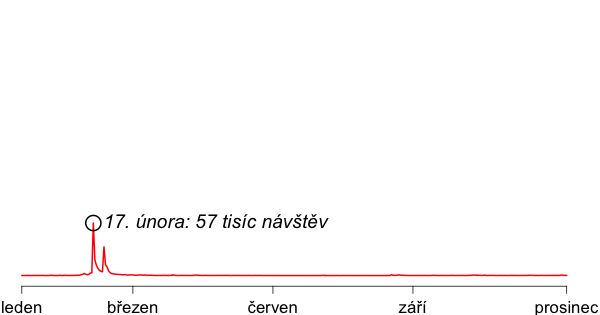 17. února: 57 tisíc návštěv
leden březen červen září prosinec